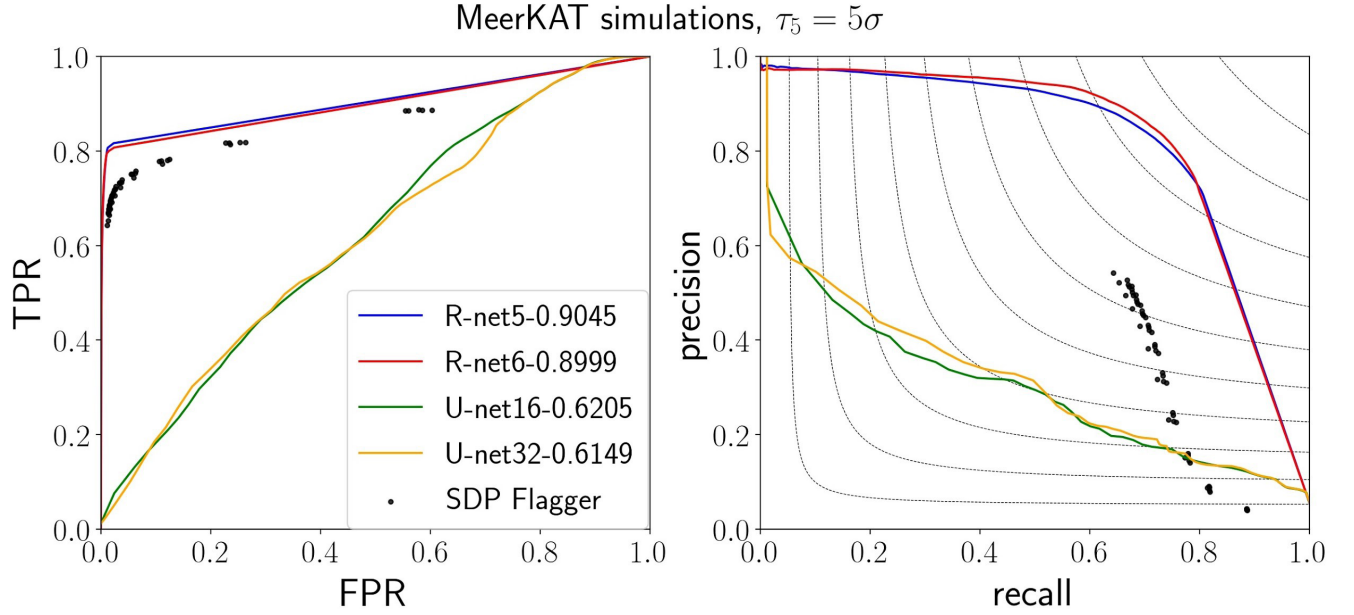 MeerKAT simulations, τ₅ = 5σ
TPR
1.0
0.8
0.6
0.4
0.2
0.0
0.0 0.2 0.4 0.6 0.8 1.0
FPR
R-net5-0.9045
R-net6-0.8999
U-net16-0.6205
U-net32-0.6149
SDP Flagger
precision
1.0
0.8
0.6
0.4
0.2
0.0
0.0 0.2 0.4 0.6 0.8 1.0
recall